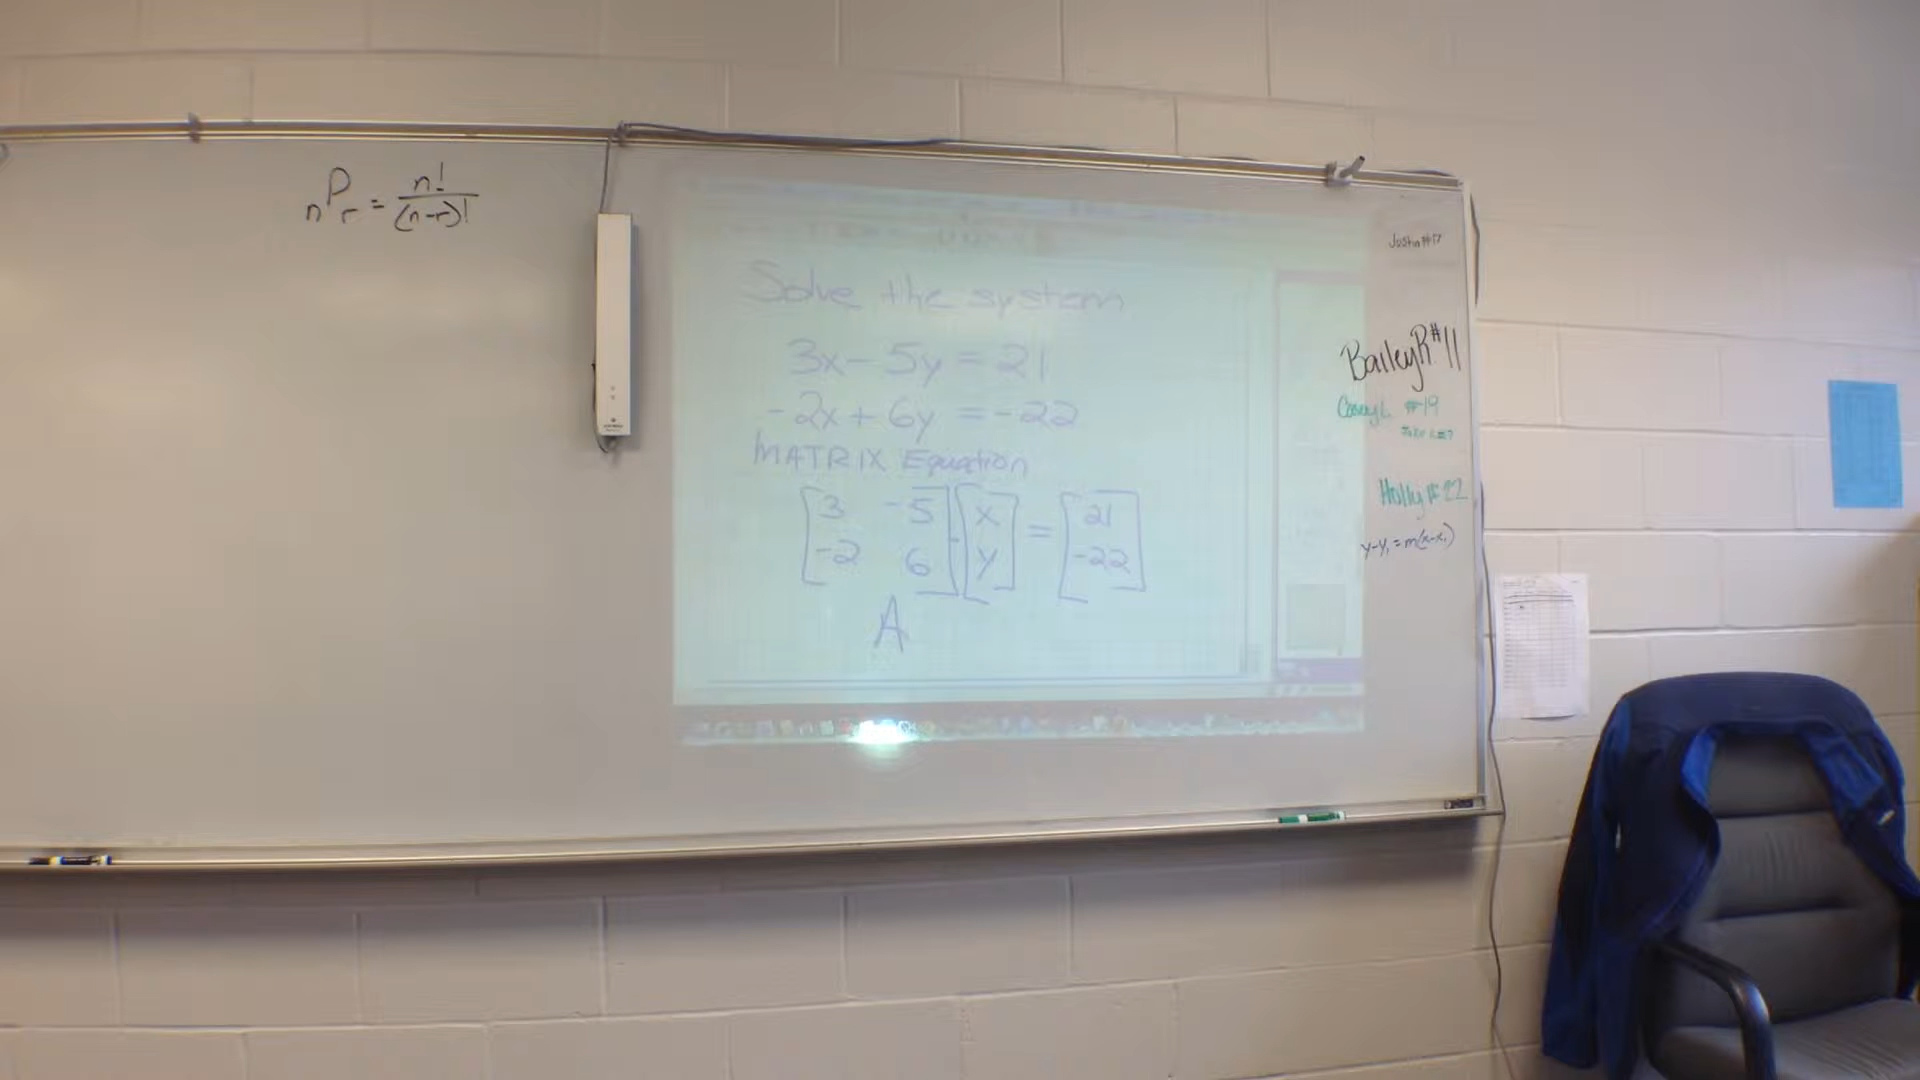 nPr = n!/(n-r)!
Solve the system
3x - 5y = 21
-2x + 6y = -22
MATRIX Equation
[3 -5] · [x] = [21]
[-2 6] [y] [-22]
A
Justin #17
BaileyR #11
#19
Holly #22
y-y₁ = m(x-x₁)